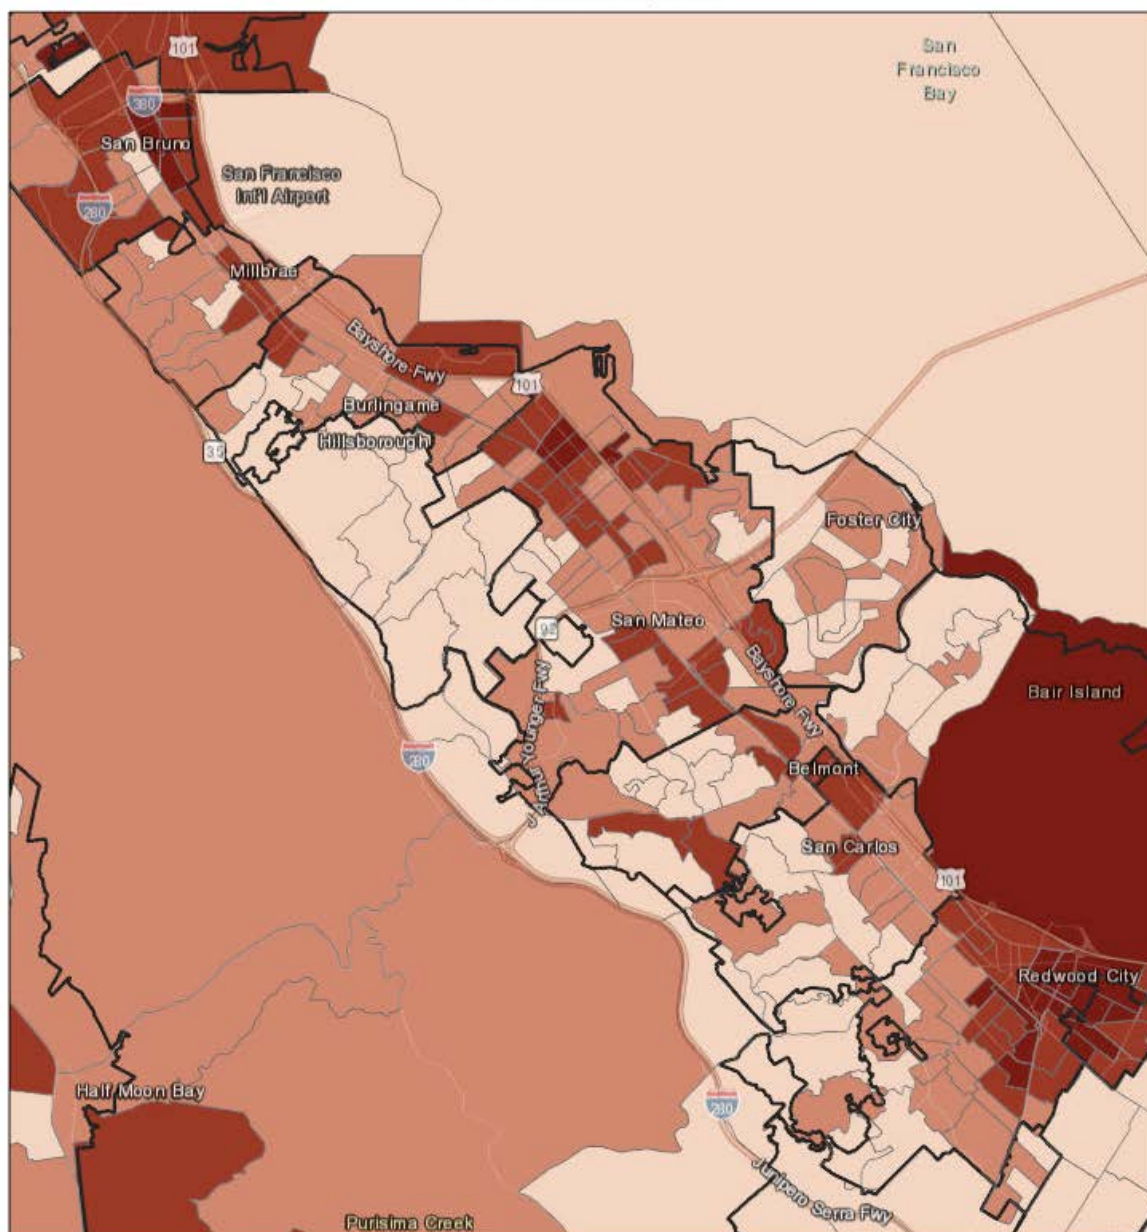 San
Francisco
Bay
101
380
San Bruno
San Francisco
Int'l Airport
280
Millbrae
Bayshore Fwy
101
Burlingame
Hillsborough
35
Foster City
San Mateo
92
Bayshore Fwy
Bair Island
J Arthur Younger Fwy
280
Belmont
San Carlos
101
Redwood City
Half Moon Bay
280
Junipero Serra Fwy
Purisima Creek